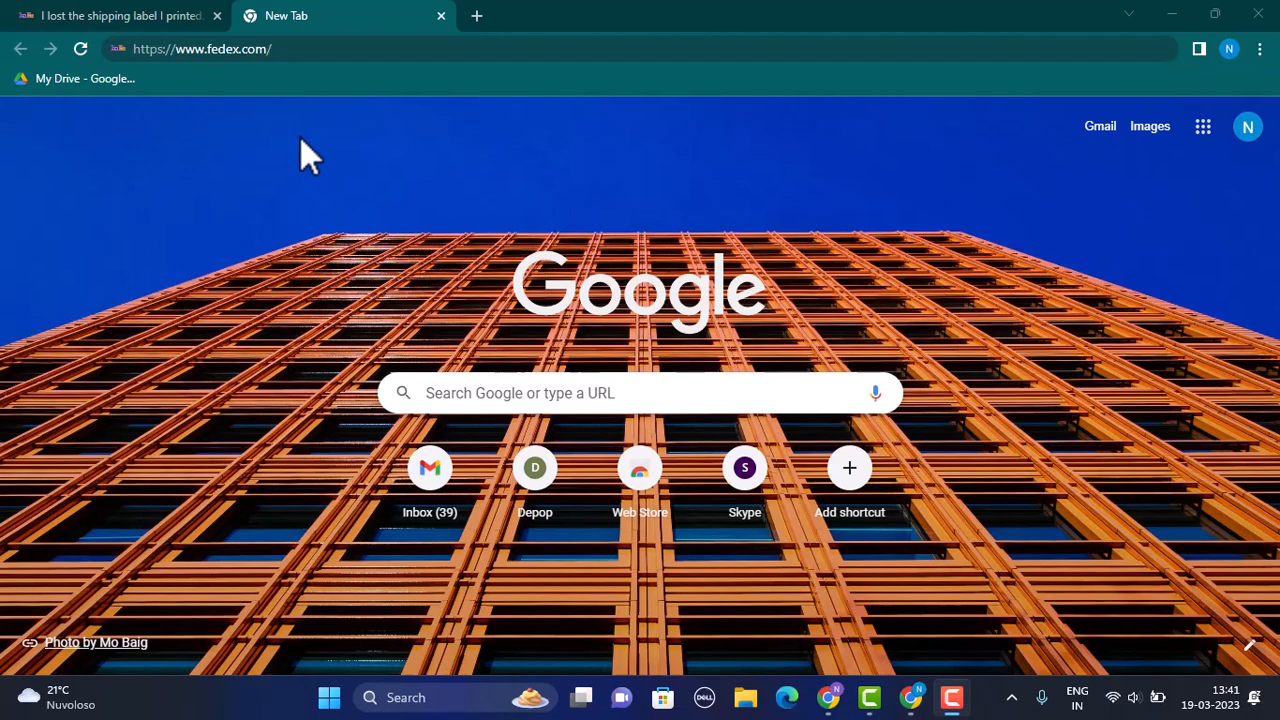 I lost the shipping label I printed.
New Tab
https://www.fedex.com/
N
My Drive - Google...
Gmail
Images
N
Google
Search Google or type a URL
D
S
Inbox (39)
Depop
Web Store
Skype
Add shortcut
Photo by Mo Baig
21°C
Nuvoloso
Search
DELL
N
N
ENG
IN
13:41
19-03-2023